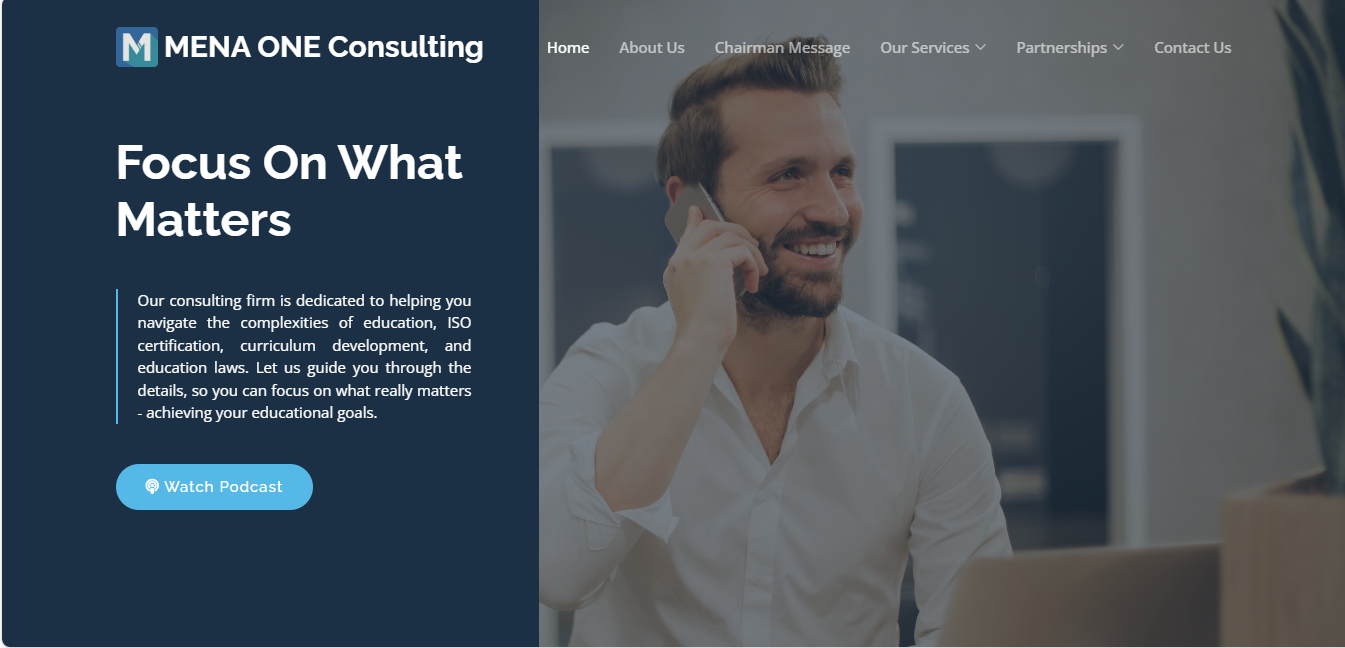 MENA ONE Consulting
Home About Us Chairman Message Our Services Partnerships Contact Us
Focus On What
Matters
Our consulting firm is dedicated to helping you
navigate the complexities of education, ISO
certification, curriculum development, and
education laws. Let us guide you through the
details, so you can focus on what really matters
- achieving your educational goals.
Watch Podcast